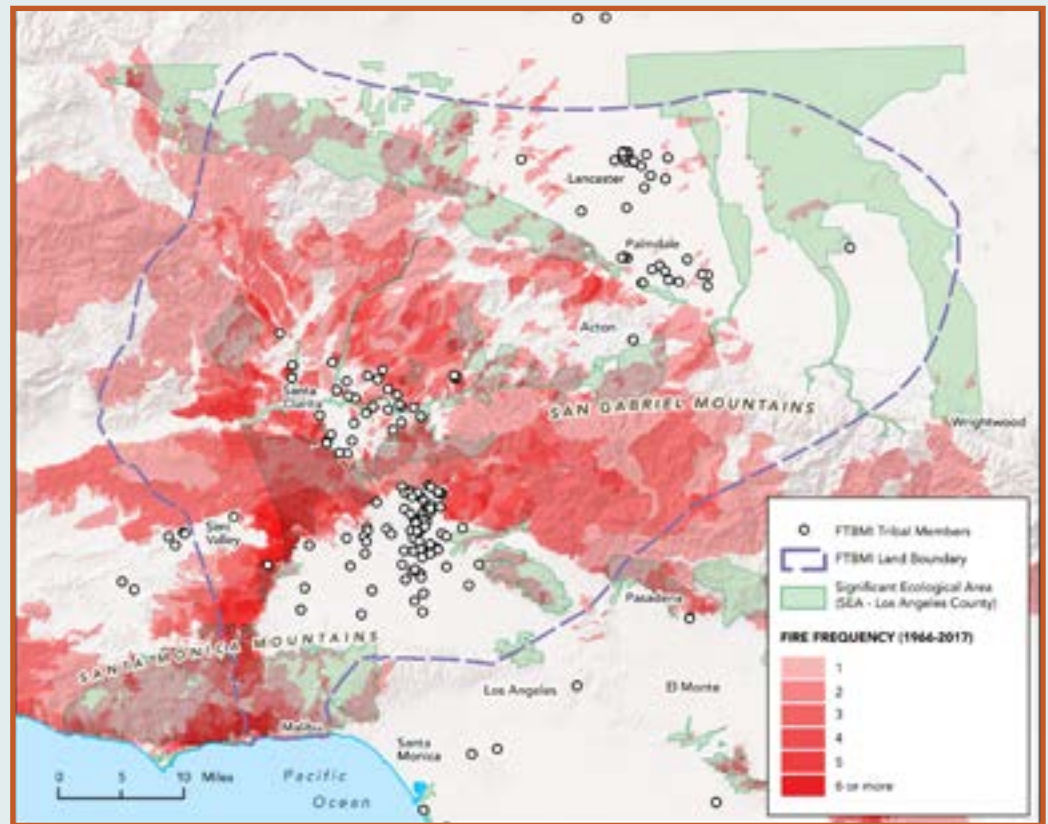 Lancaster
Palmdale
Acton
Santa
Clarita
SAN GABRIEL MOUNTAINS
Wrightwood
Simi
Valley
SANTA MONICA MOUNTAINS
Pasadena
Los Angeles
El Monte
Malibu
Santa
Monica
Pacific
Ocean
0 5 10 Miles
FTBMI Tribal Members
FTBMI Land Boundary
Significant Ecological Area
(SEA - Los Angeles County)
FIRE FREQUENCY (1966-2017)
1
2
3
4
5
6 or more